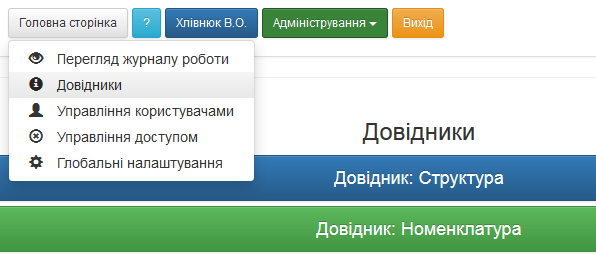 Головна сторінка
?
Хлівнюк В.О.
Адміністрування
Вихід
Перегляд журналу роботи
Довідники
Управління користувачами
Управління доступом
Глобальні налаштування
Довідники
Довідник: Структура
Довідник: Номенклатура